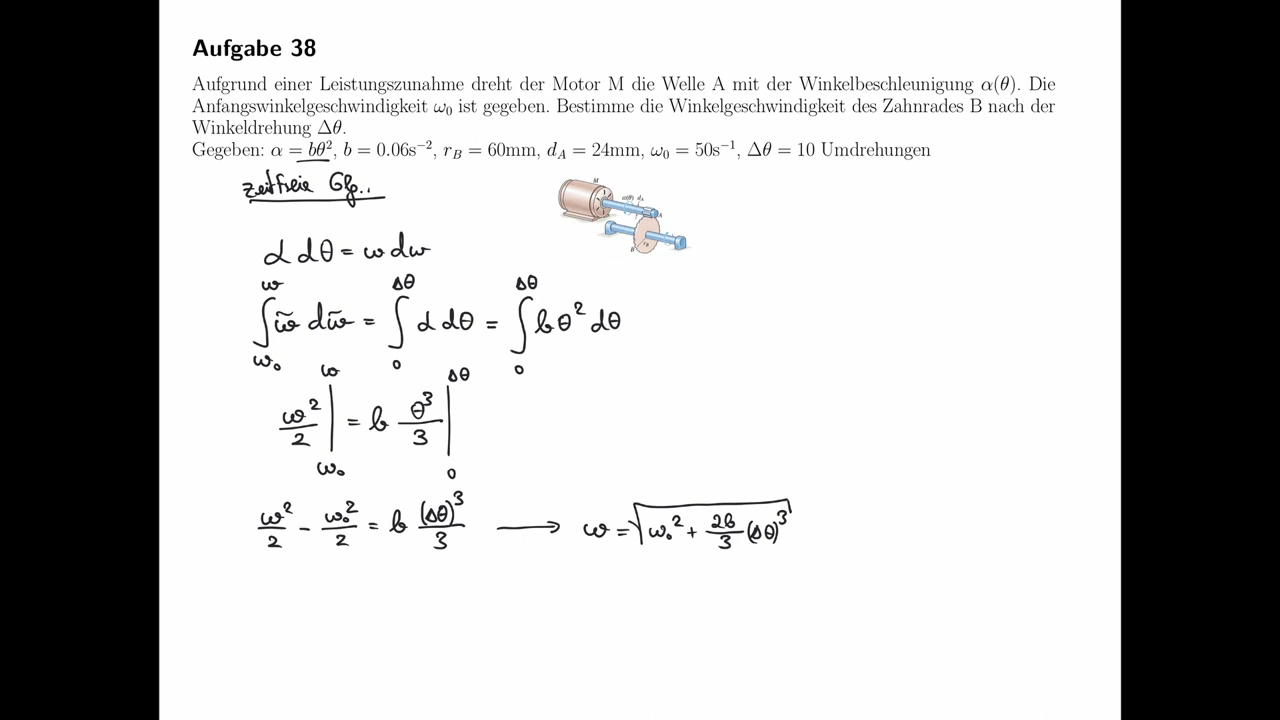 Aufgabe 38
Aufgrund einer Leistungszunahme dreht der Motor M die Welle A mit der Winkelbeschleunigung α(θ). Die
Anfangswinkelgeschwindigkeit ω₀ ist gegeben. Bestimme die Winkelgeschwindigkeit des Zahnrades B nach der
Winkeldrehung Δθ.
Gegeben: α = bθ², b = 0.06s⁻², r_B = 60mm, d_A = 24mm, ω₀ = 50s⁻¹, Δθ = 10 Umdrehungen
zeitfreie Glg..
M
α(θ) d_A
A
B r_B
α dθ = ω dω
∫_{ω₀}^{ω} ω̃ dω̃ = ∫_0^{Δθ} α dθ = ∫_0^{Δθ} bθ² dθ
ω²/2 |_{ω₀}^{ω} = b θ³/3 |_0^{Δθ}
ω²/2 - ω₀²/2 = b (Δθ)³/3 ⟶ ω = √(ω₀² + 2b/3 (Δθ)³)